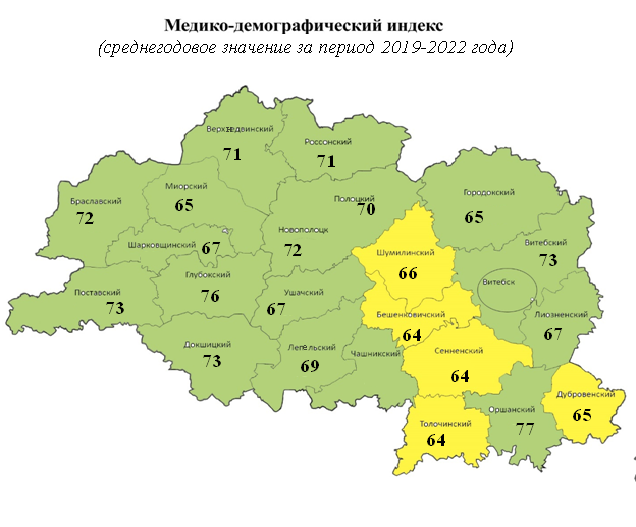 Медико-демографический индекс
(среднегодовое значение за период 2019-2022 года)
Верхнедвинский
71
Россонский
71
Браславский
72
Миорский
65
Полоцкий
70
Городокский
65
Шарковщинский
67
Новополоцк
72
Шумилинский
66
Витебский
73
Витебск
Поставский
73
Глубокский
76
Ушачский
67
Бешенковичский
64
Лиозненский
67
Докшицкий
73
Лепельский
69
Чашникский
Сенненский
64
Толочинский
64
Оршанский
77
Дубровенский
65